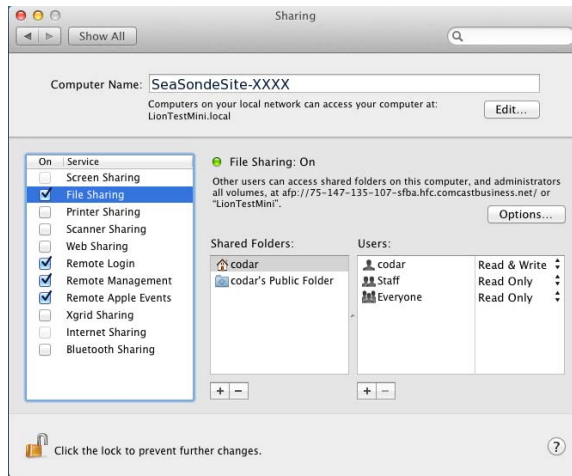 Sharing
Show All
Computer Name: SeaSondeSite-XXXX
Computers on your local network can access your computer at:
LionTestMini.local
Edit...
On Service
Screen Sharing
File Sharing
Printer Sharing
Scanner Sharing
Web Sharing
Remote Login
Remote Management
Remote Apple Events
Xgrid Sharing
Internet Sharing
Bluetooth Sharing
File Sharing: On
Other users can access shared folders on this computer, and administrators
all volumes, at afp://75-147-135-107-sfba.hfc.comcastbusiness.net/ or
“LionTestMini”.
Options...
Shared Folders:
codar
codar's Public Folder
Users:
codar Read & Write
Staff Read Only
Everyone Read Only
+ −
+ −
Click the lock to prevent further changes.
?